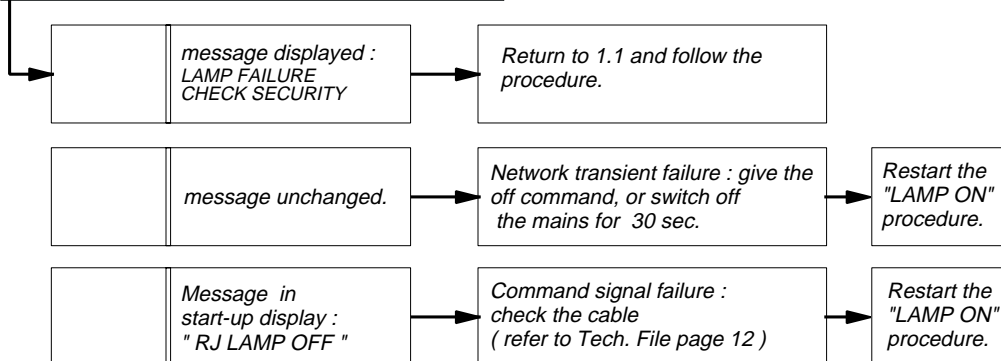 message displayed :
LAMP FAILURE
CHECK SECURITY
Return to 1.1 and follow the
procedure.
message unchanged.
Network transient failure : give the
off command, or switch off
the mains for 30 sec.
Restart the
"LAMP ON"
procedure.
Message in
start-up display :
" RJ LAMP OFF "
Command signal failure :
check the cable
( refer to Tech. File page 12 )
Restart the
"LAMP ON"
procedure.